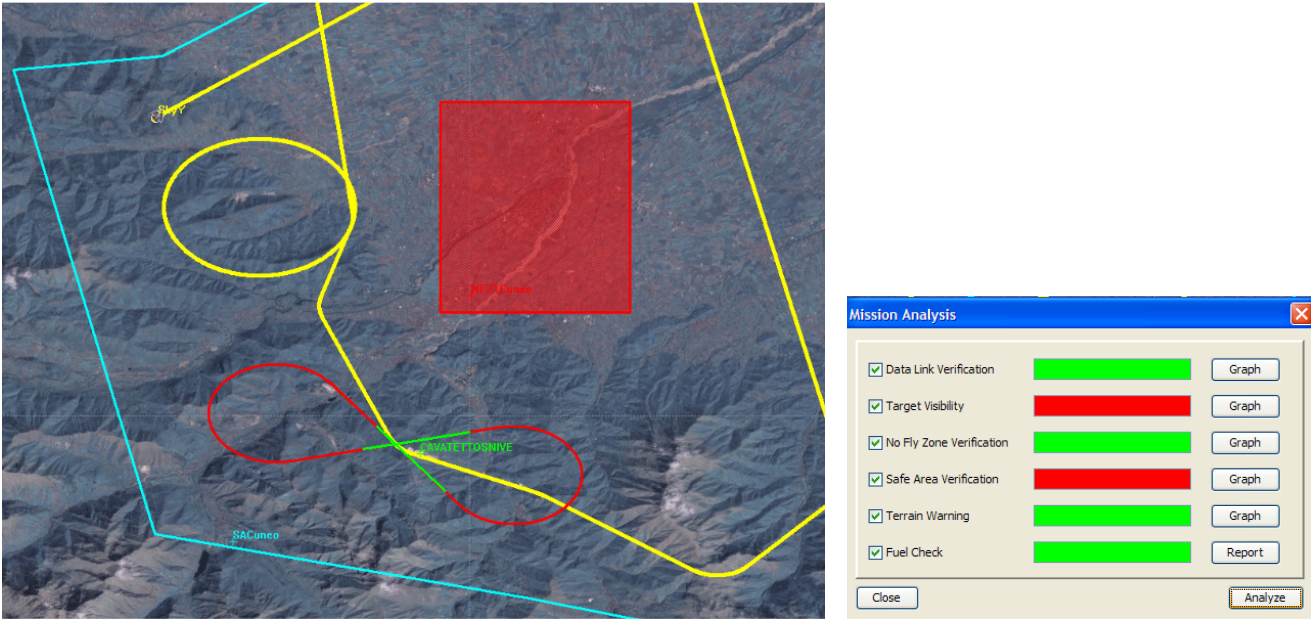 SkyY
CAVATETTOSNIVE
SACuneo
Mission Analysis
Data Link Verification
Graph
Target Visibility
Graph
No Fly Zone Verification
Graph
Safe Area Verification
Graph
Terrain Warning
Graph
Fuel Check
Report
Close
Analyze